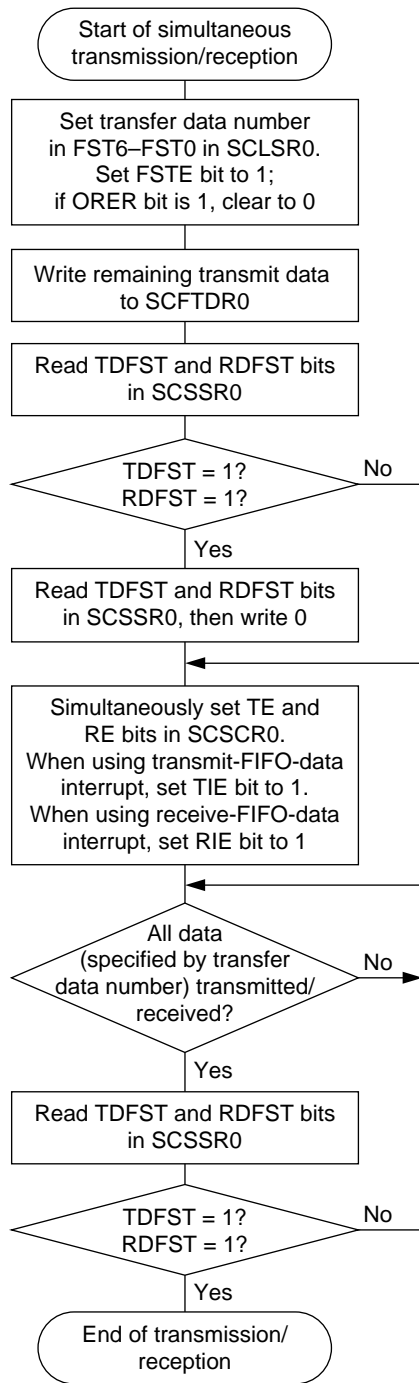 Start of simultaneous
transmission/reception
Set transfer data number
in FST6–FST0 in SCLSR0.
Set FSTE bit to 1;
if ORER bit is 1, clear to 0
Write remaining transmit data
to SCFTDR0
Read TDFST and RDFST bits
in SCSSR0
TDFST = 1?
RDFST = 1?
No
Yes
Read TDFST and RDFST bits
in SCSSR0, then write 0
Simultaneously set TE and
RE bits in SCSCR0.
When using transmit-FIFO-data
interrupt, set TIE bit to 1.
When using receive-FIFO-data
interrupt, set RIE bit to 1
All data
(specified by transfer
data number) transmitted/
received?
No
Yes
Read TDFST and RDFST bits
in SCSSR0
TDFST = 1?
RDFST = 1?
No
Yes
End of transmission/
reception